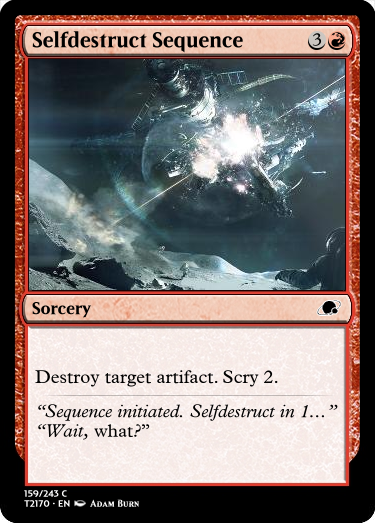 Selfdestruct Sequence 3
Sorcery
Destroy target artifact. Scry 2.
“Sequence initiated. Selfdestruct in 1…”
“Wait, what?”
159/243 C
T2170 • EN Adam Burn